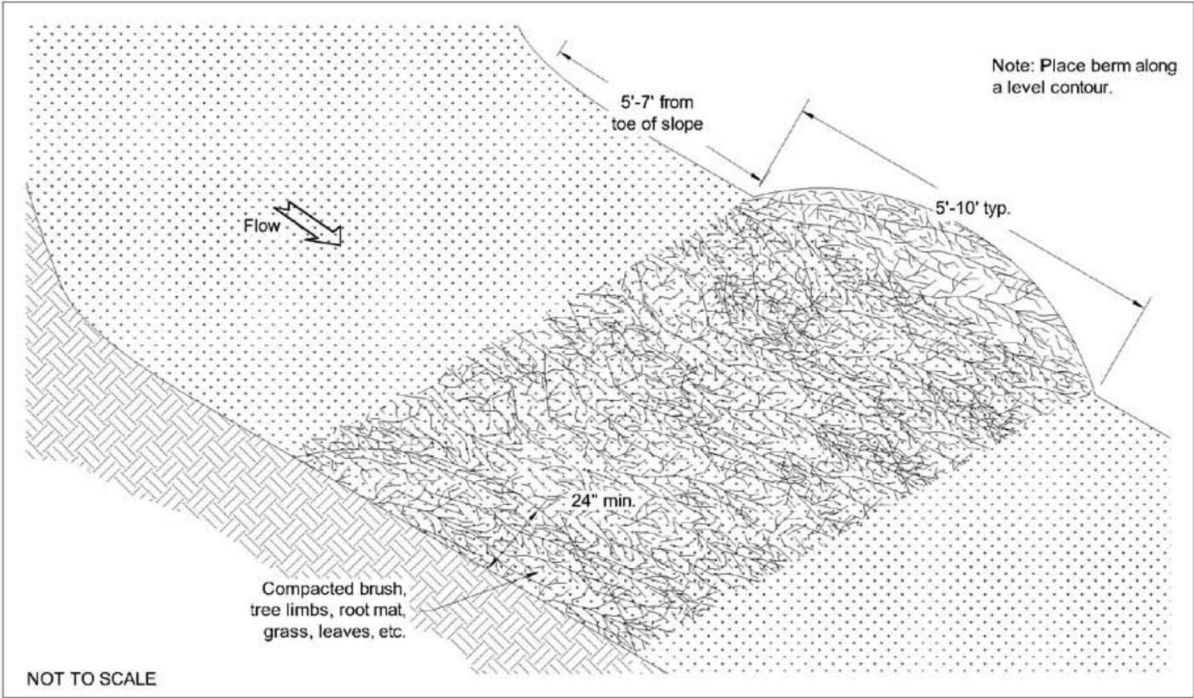 Note: Place berm along
a level contour.
5'-7' from
toe of slope
5'-10' typ.
Flow
24" min.
Compacted brush,
tree limbs, root mat,
grass, leaves, etc.
NOT TO SCALE